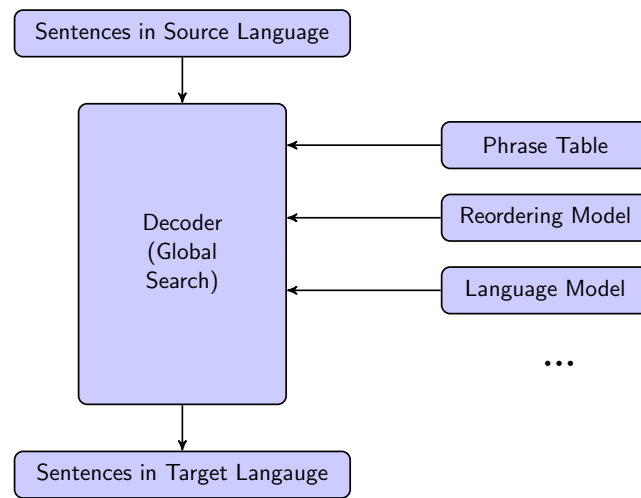 Sentences in Source Language
Phrase Table
Decoder
(Global
Search)
Reordering Model
Language Model
...
Sentences in Target Langauge